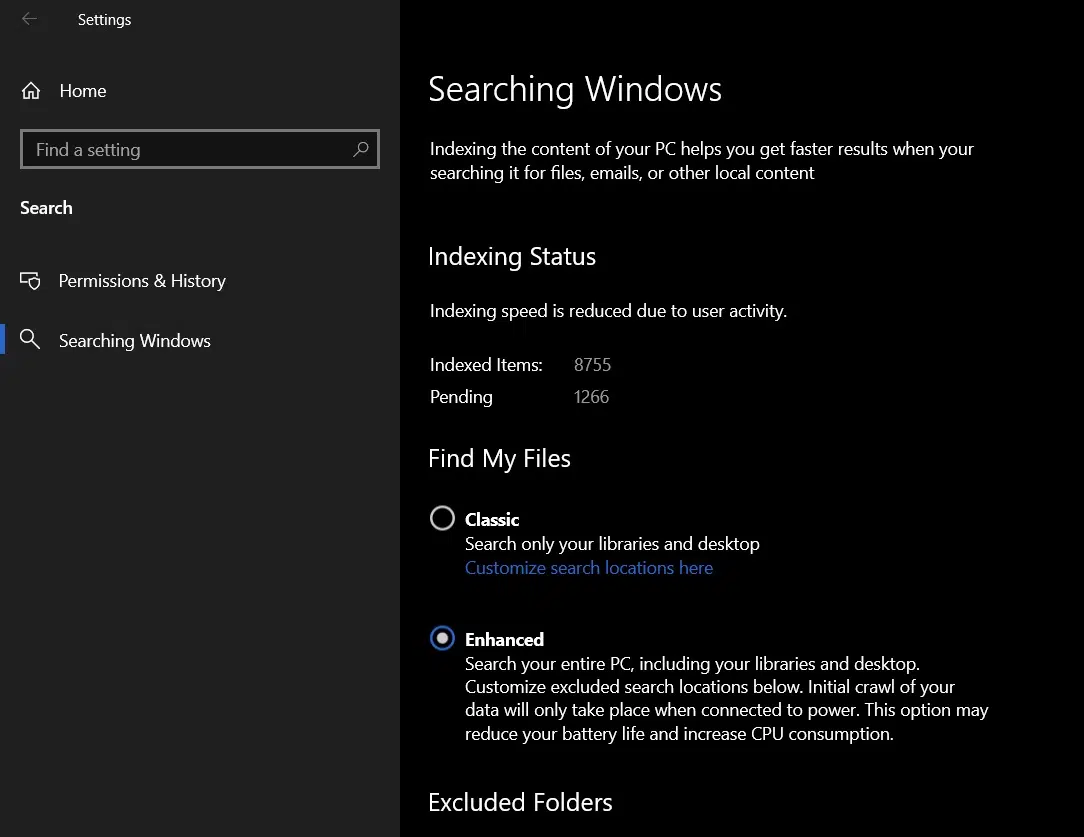 Settings
Home
Find a setting
Search
Permissions & History
Searching Windows
Searching Windows
Indexing the content of your PC helps you get faster results when your
searching it for files, emails, or other local content
Indexing Status
Indexing speed is reduced due to user activity.
Indexed Items: 8755
Pending 1266
Find My Files
Classic
Search only your libraries and desktop
Customize search locations here
Enhanced
Search your entire PC, including your libraries and desktop.
Customize excluded search locations below. Initial crawl of your
data will only take place when connected to power. This option may
reduce your battery life and increase CPU consumption.
Excluded Folders